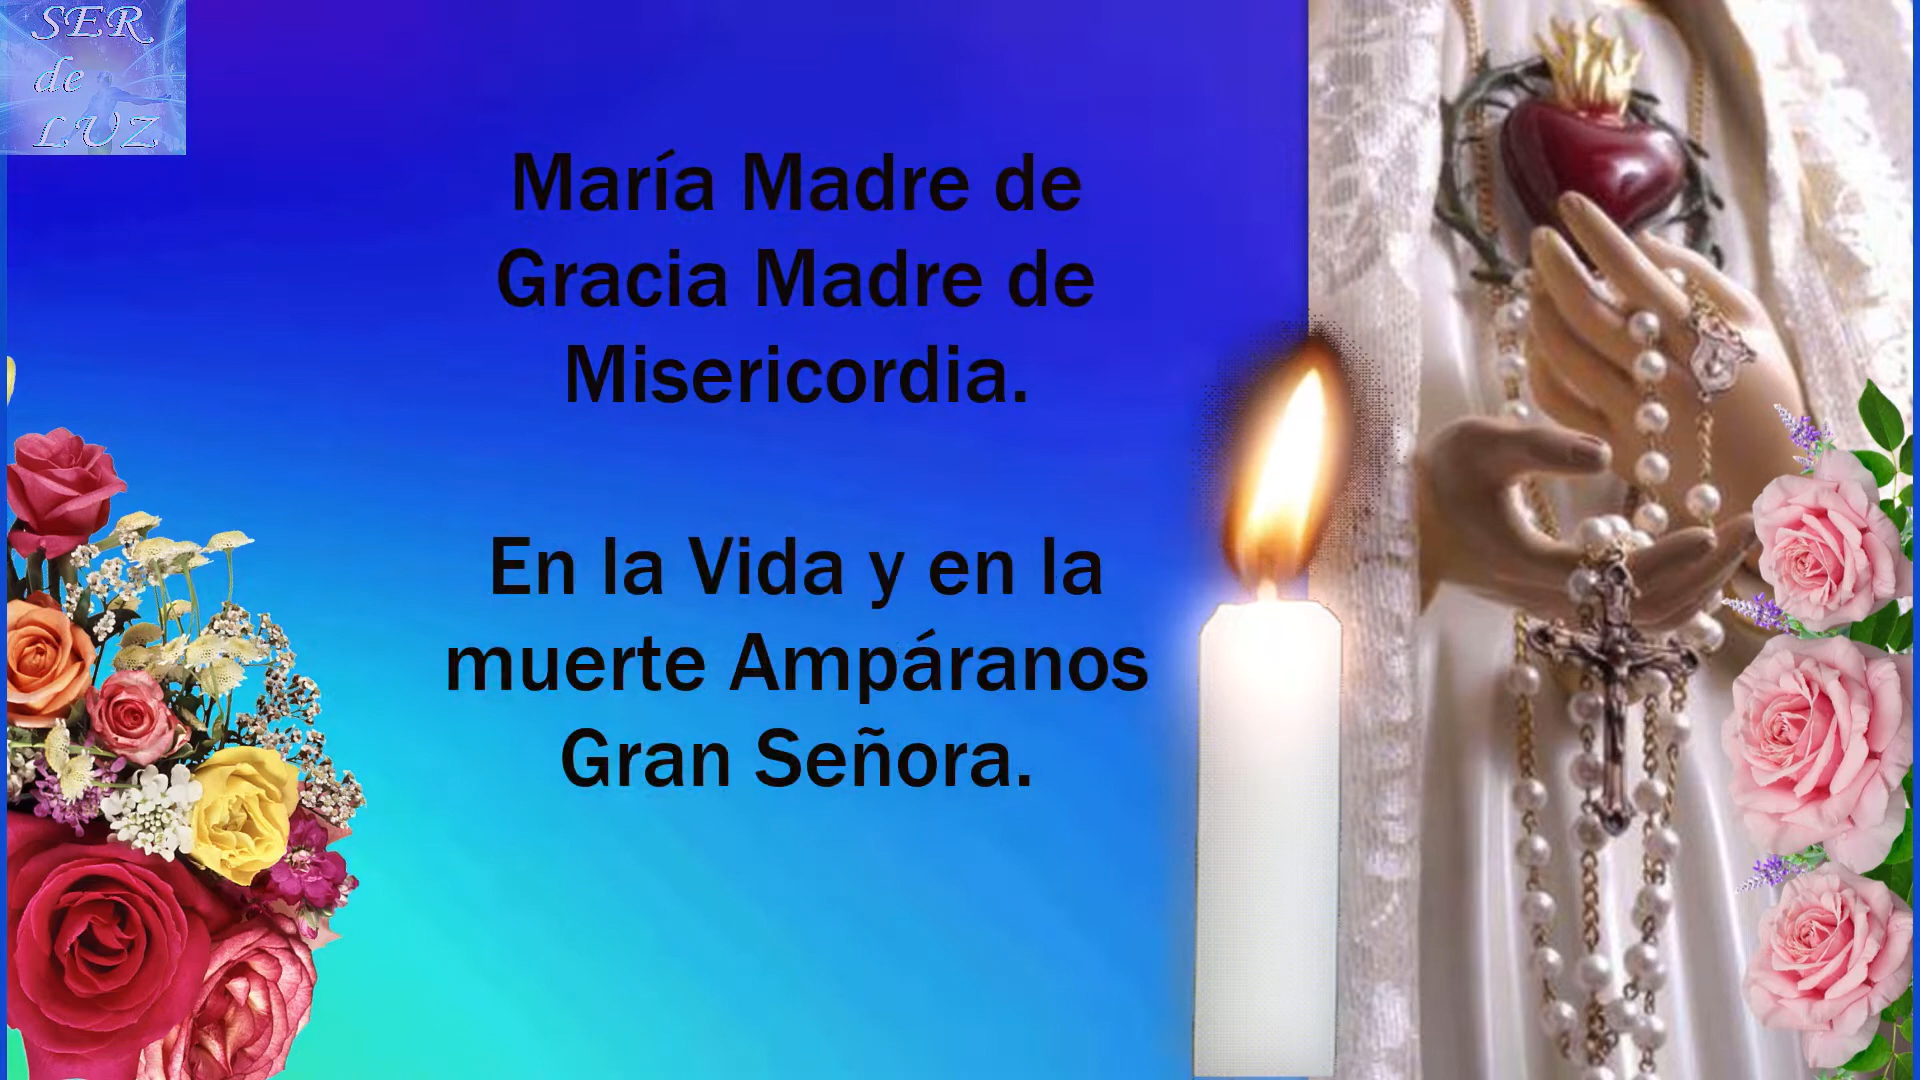 SER
de
LUZ
María Madre de
Gracia Madre de
Misericordia.
En la Vida y en la
muerte Ampáranos
Gran Señora.